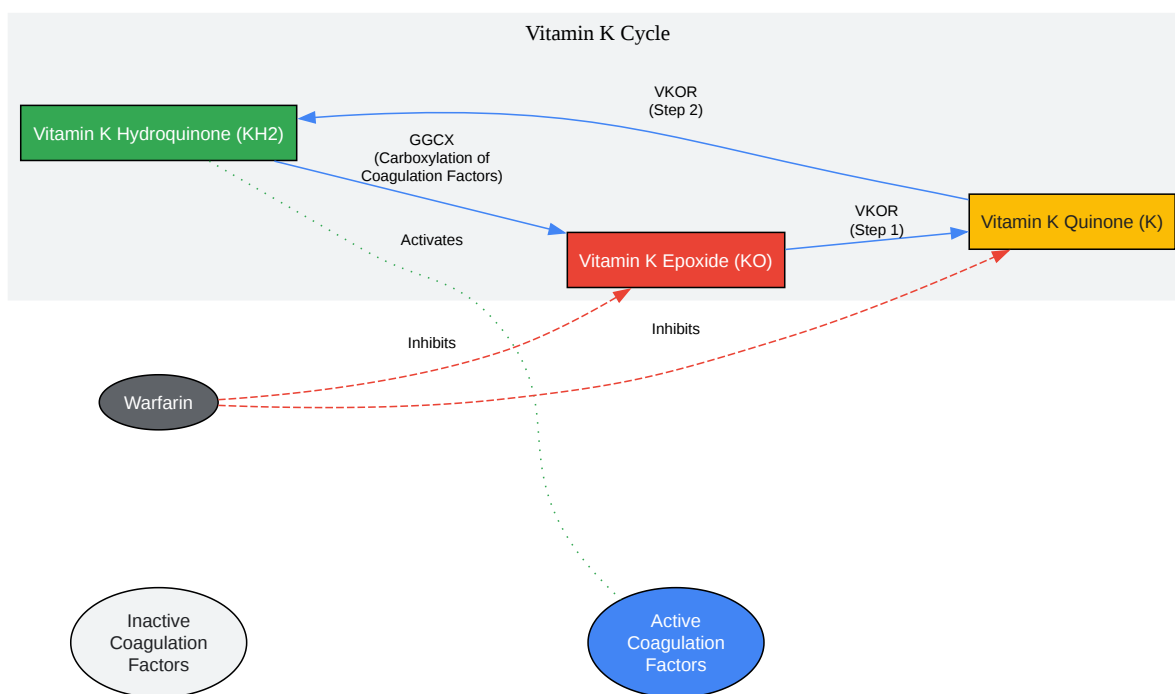 Vitamin K Cycle
VKOR
(Step 2)
Vitamin K Hydroquinone (KH2)
GGCX
(Carboxylation of
Coagulation Factors)
VKOR
(Step 1)
Vitamin K Quinone (K)
Activates
Vitamin K Epoxide (KO)
Inhibits
Inhibits
Warfarin
Inactive
Coagulation
Factors
Active
Coagulation
Factors